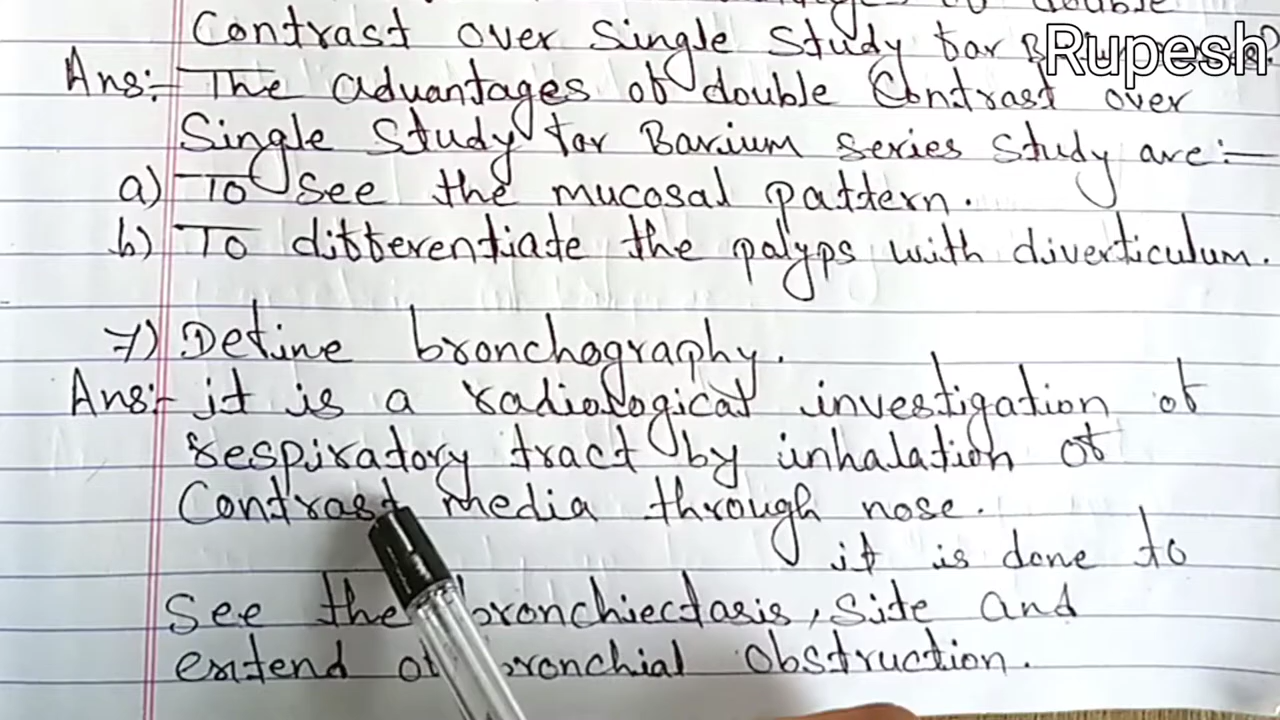 double
Contrast over Single Study for B
Rupesh
Ans:- The advantages of double Contrast over
Single Study for Barium series study are:-
a) To see the mucosal pattern.
b) To differentiate the polyps with diverticulum.
7) Define bronchography.
Ans:- it is a radiological investigation of
respiratory tract by inhalation of
Contrast media through nose.
it is done to
See the bronchiectasis, site and
extend of bronchial obstruction.